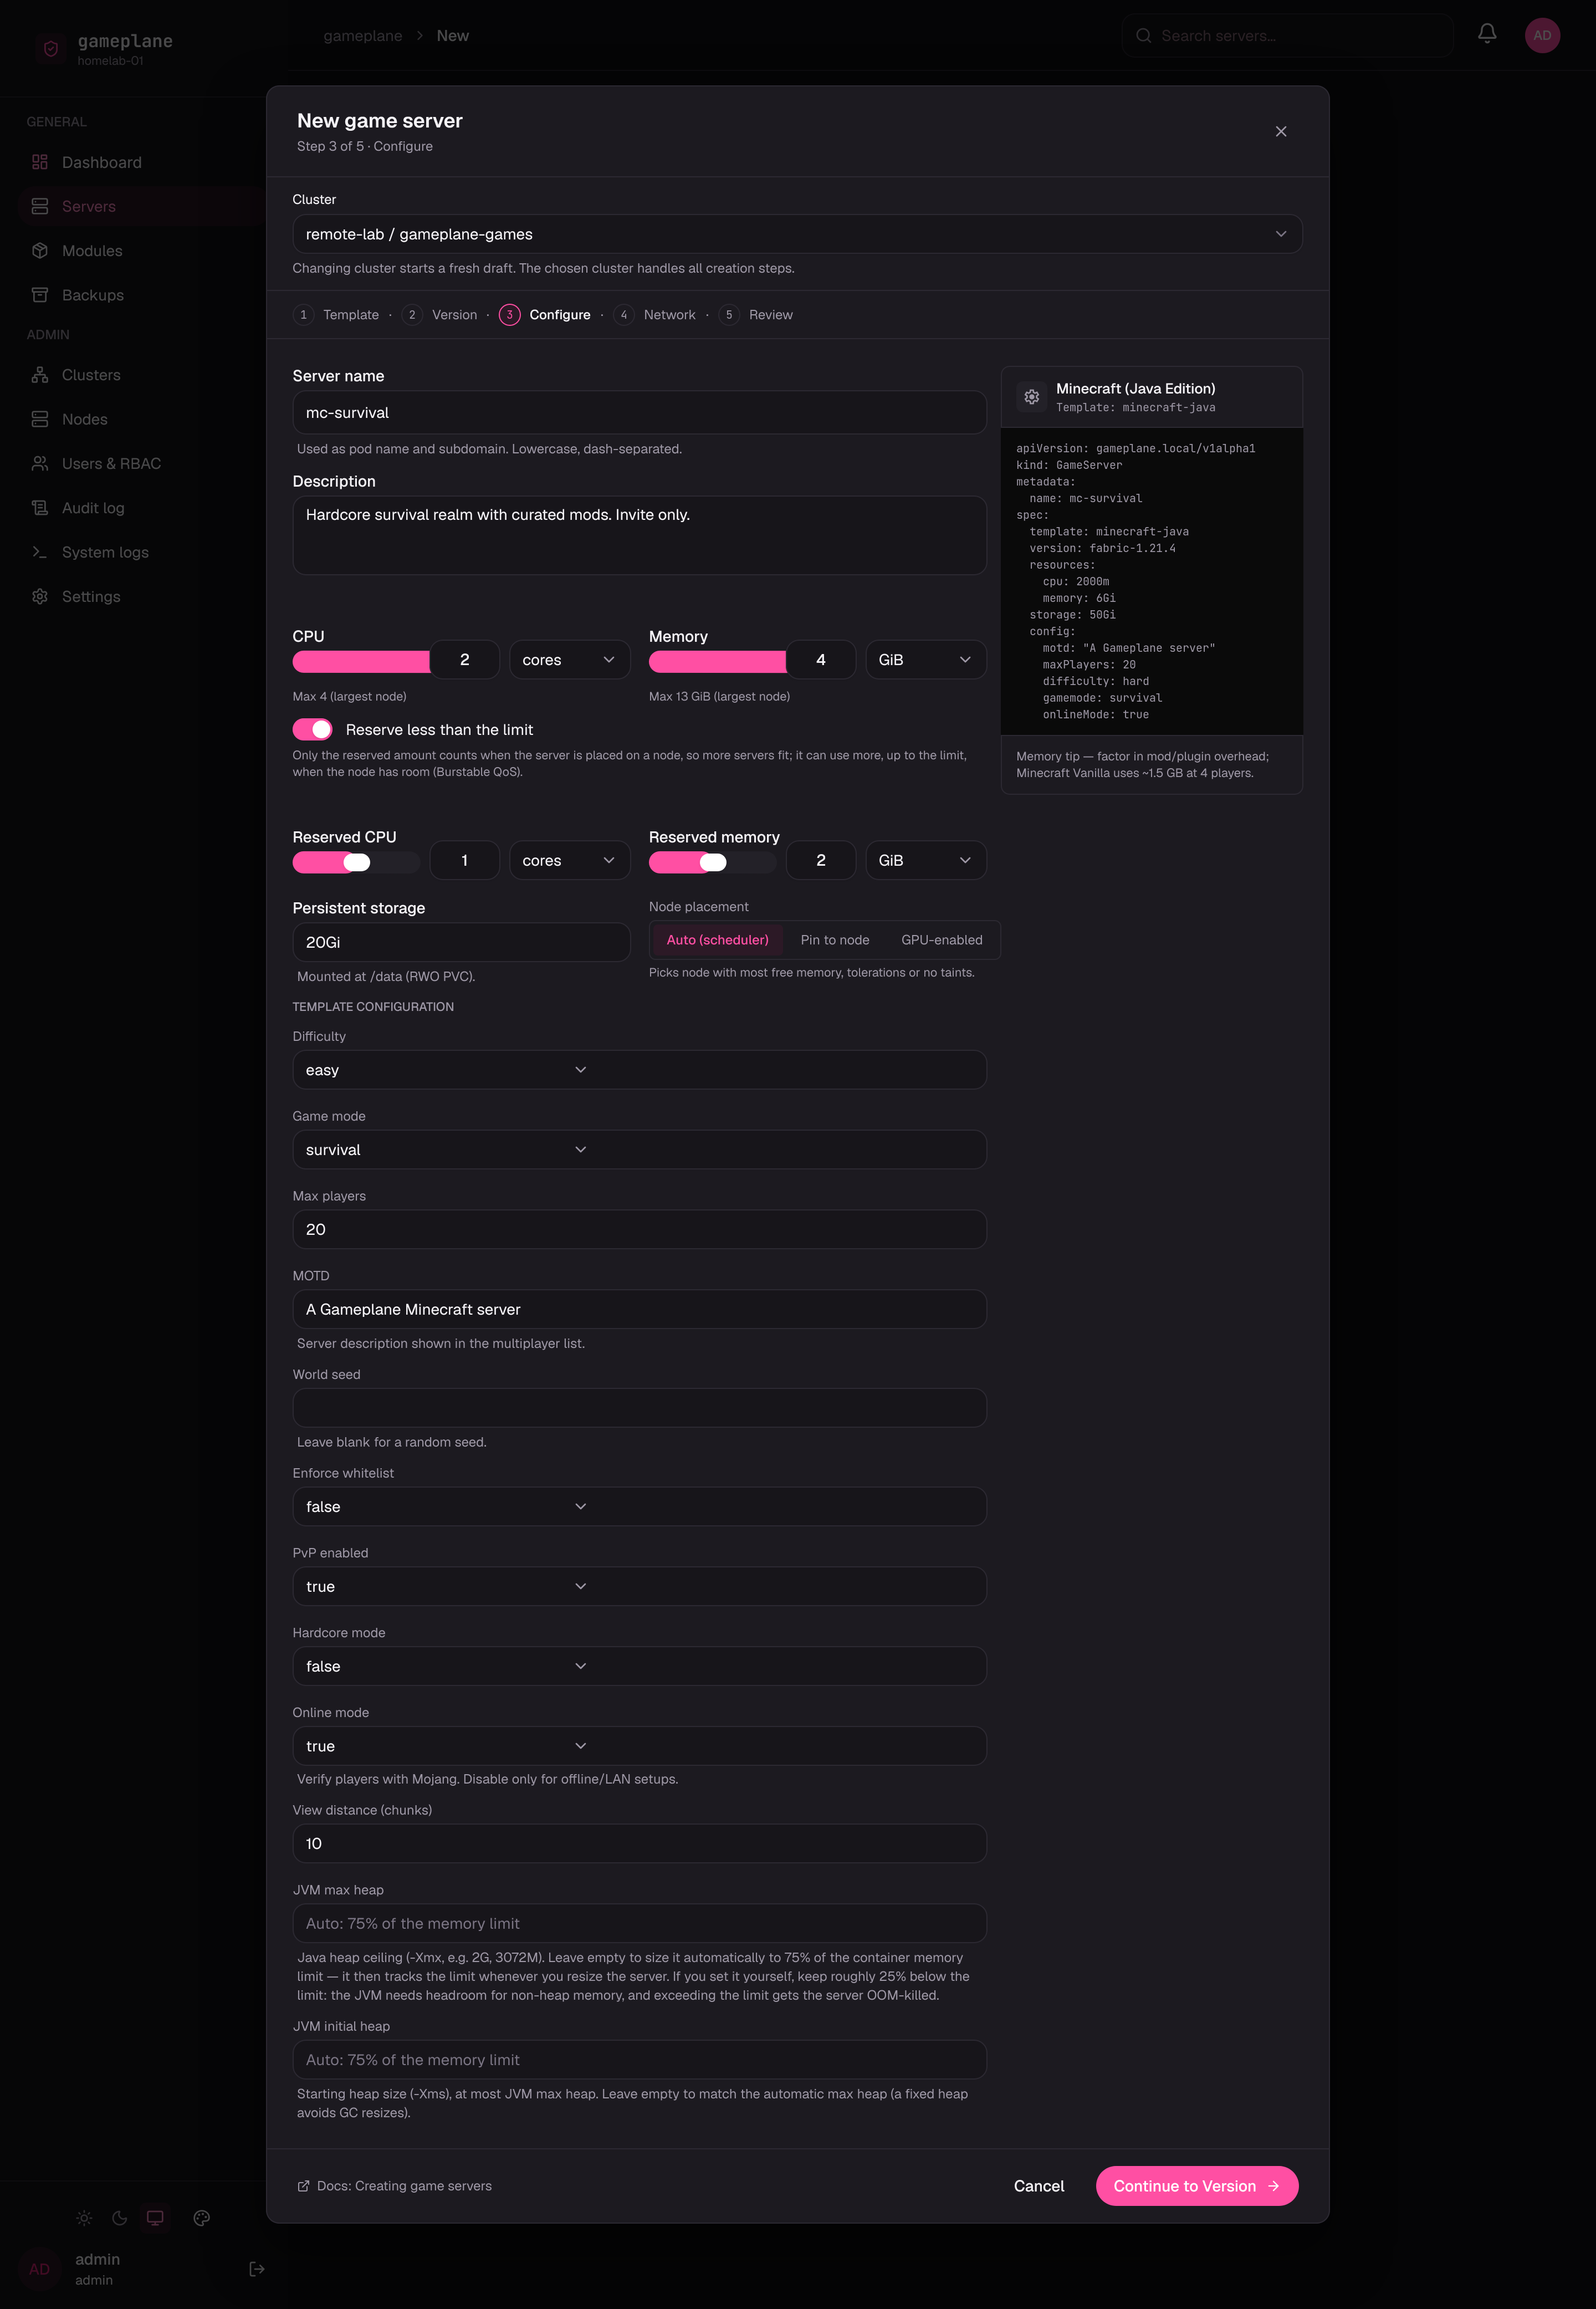 gameplane
homelab-01
gameplane > New
Search servers...
AD
GENERAL
Dashboard
Servers
Modules
Backups
ADMIN
Clusters
Nodes
Users & RBAC
Audit log
System logs
Settings
New game server
Step 3 of 5 · Configure
Cluster
remote-lab / gameplane-games
Changing cluster starts a fresh draft. The chosen cluster handles all creation steps.
1 Template · 2 Version · 3 Configure · 4 Network · 5 Review
Server name
mc-survival
Used as pod name and subdomain. Lowercase, dash-separated.
Description
Hardcore survival realm with curated mods. Invite only.
CPU
2
cores
Max 4 (largest node)
Memory
4
GiB
Max 13 GiB (largest node)
Reserve less than the limit
Only the reserved amount counts when the server is placed on a node, so more servers fit; it can use more, up to the limit,
when the node has room (Burstable QoS).
Reserved CPU
1
cores
Reserved memory
2
GiB
Persistent storage
20Gi
Mounted at /data (RWO PVC).
Node placement
Auto (scheduler)
Pin to node
GPU-enabled
Picks node with most free memory, tolerations or no taints.
TEMPLATE CONFIGURATION
Difficulty
easy
Game mode
survival
Max players
20
MOTD
A Gameplane Minecraft server
Server description shown in the multiplayer list.
World seed
Leave blank for a random seed.
Enforce whitelist
false
PvP enabled
true
Hardcore mode
false
Online mode
true
Verify players with Mojang. Disable only for offline/LAN setups.
View distance (chunks)
10
JVM max heap
Auto: 75% of the memory limit
Java heap ceiling (-Xmx, e.g. 2G, 3072M). Leave empty to size it automatically to 75% of the container memory
limit — it then tracks the limit whenever you resize the server. If you set it yourself, keep roughly 25% below the
limit: the JVM needs headroom for non-heap memory, and exceeding the limit gets the server OOM-killed.
JVM initial heap
Auto: 75% of the memory limit
Starting heap size (-Xms), at most JVM max heap. Leave empty to match the automatic max heap (a fixed heap
avoids GC resizes).
Minecraft (Java Edition)
Template: minecraft-java
apiVersion: gameplane.local/v1alpha1
kind: GameServer
metadata:
  name: mc-survival
spec:
  template: minecraft-java
  version: fabric-1.21.4
  resources:
    cpu: 2000m
    memory: 6Gi
  storage: 50Gi
  config:
    motd: "A Gameplane server"
    maxPlayers: 20
    difficulty: hard
    gamemode: survival
    onlineMode: true
Memory tip — factor in mod/plugin overhead;
Minecraft Vanilla uses ~1.5 GB at 4 players.
Docs: Creating game servers
Cancel
Continue to Version
AD
admin
admin